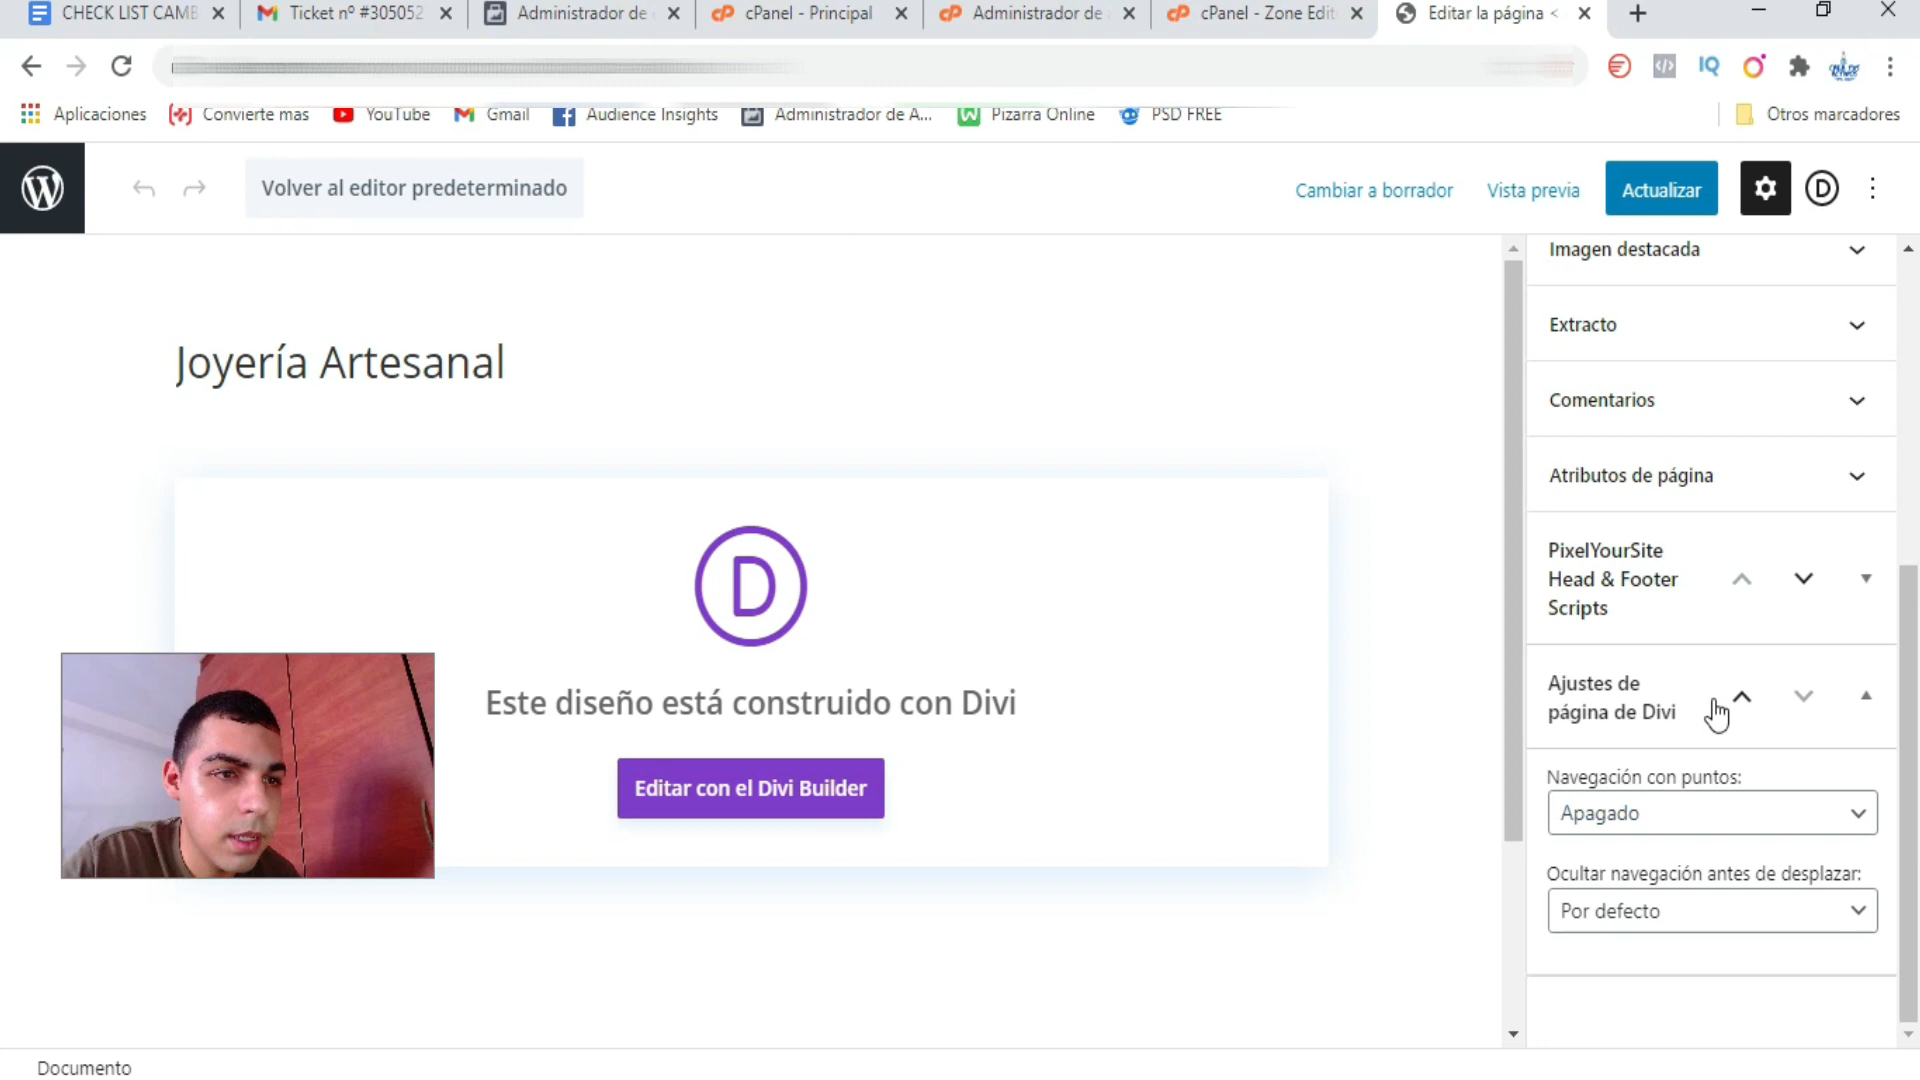 CHECK LIST CAMB
Ticket nº #305052
Administrador de
cPanel - Principal
Administrador de
cPanel - Zone Edit
Editar la página <
Aplicaciones
Convierte mas
YouTube
Gmail
Audience Insights
Administrador de A...
Pizarra Online
PSD FREE
Otros marcadores
Volver al editor predeterminado
Cambiar a borrador
Vista previa
Actualizar
Joyería Artesanal
Este diseño está construido con Divi
Editar con el Divi Builder
Imagen destacada
Extracto
Comentarios
Atributos de página
PixelYourSite
Head & Footer
Scripts
Ajustes de
página de Divi
Navegación con puntos:
Apagado
Ocultar navegación antes de desplazar:
Por defecto
Documento